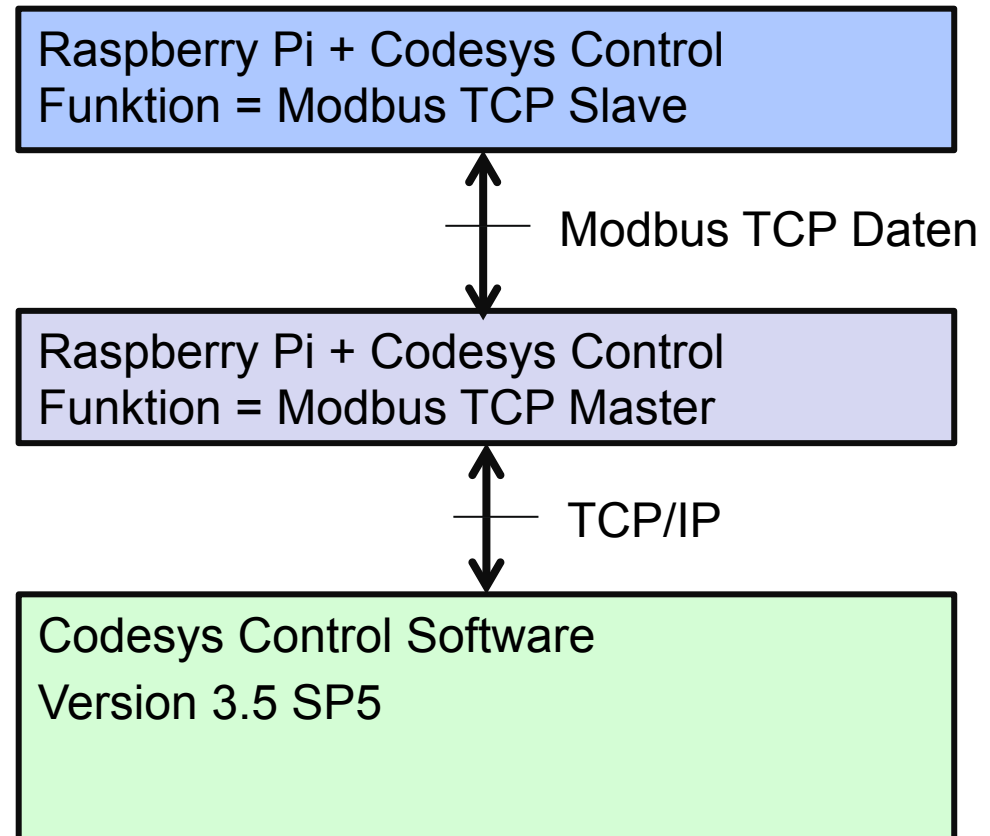 Raspberry Pi + Codesys Control
Funktion = Modbus TCP Slave
Modbus TCP Daten
Raspberry Pi + Codesys Control
Funktion = Modbus TCP Master
TCP/IP
Codesys Control Software
Version 3.5 SP5